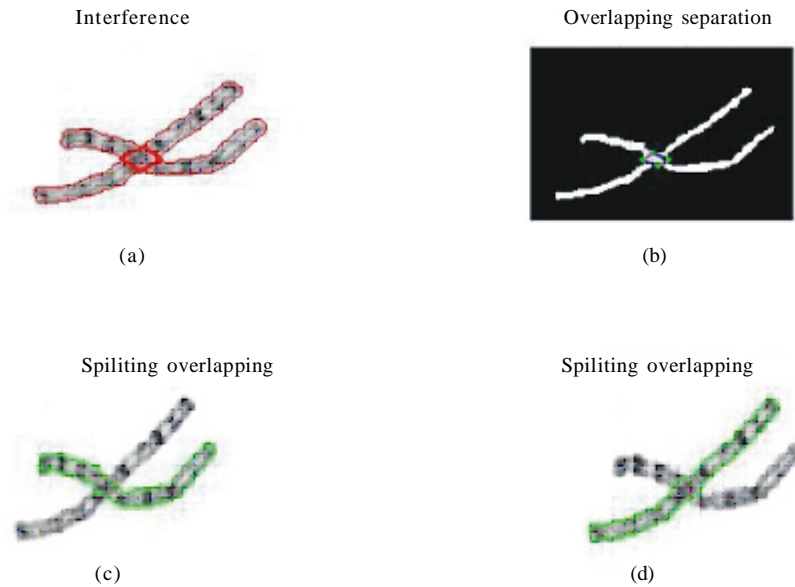 Interference
Overlapping separation
(a)
(b)
Spiliting overlapping
Spiliting overlapping
(c)
(d)